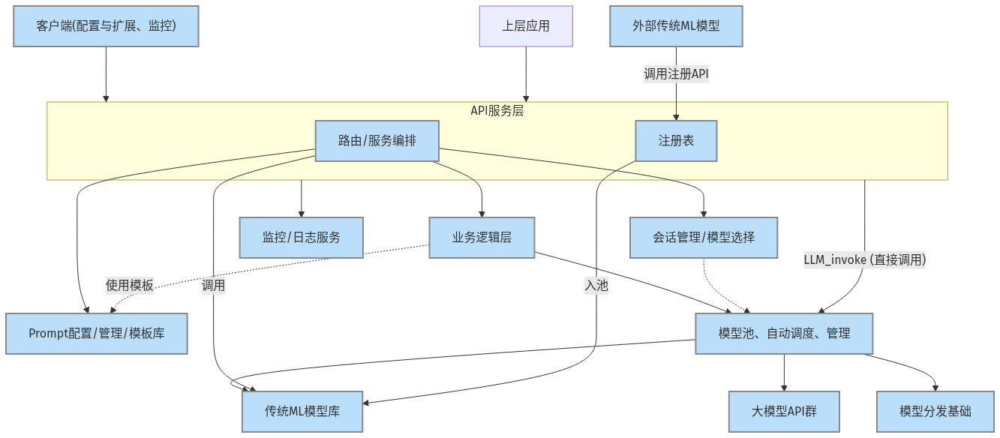 客户端(配置与扩展、监控)
上层应用
外部传统ML模型
调用注册API
API服务层
路由/服务编排
注册表
监控/日志服务
业务逻辑层
会话管理/模型选择
LLM_invoke (直接调用)
使用模板
调用
入池
Prompt配置/管理/模板库
模型池、自动调度、管理
传统ML模型库
大模型API群
模型分发基础